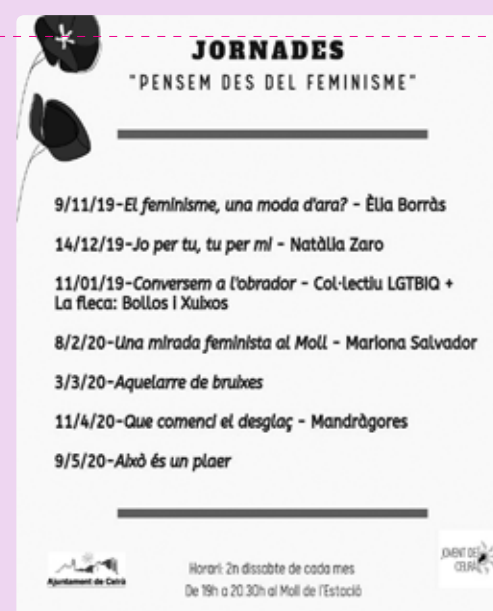 JORNADES
"PENSEM DES DEL FEMINISME"
9/11/19-El feminisme, una moda d'ara? - Èlia Borràs
14/12/19-Jo per tu, tu per mi - Natàlia Zaro
11/01/19-Conversem a l'obrador - Col·lectiu LGTBIQ +
La fleca: Bollos i Xuixos
8/2/20-Una mirada feminista al Moll - Mariona Salvador
3/3/20-Aquelarre de bruixes
11/4/20-Que comenci el desglaç - Mandràgores
9/5/20-Això és un plaer
Ajuntament de Celrà
Horari: 2n dissabte de cada mes
De 19h a 20.30h al Moll de l'Estació
JOVENT DE
CELRÀ